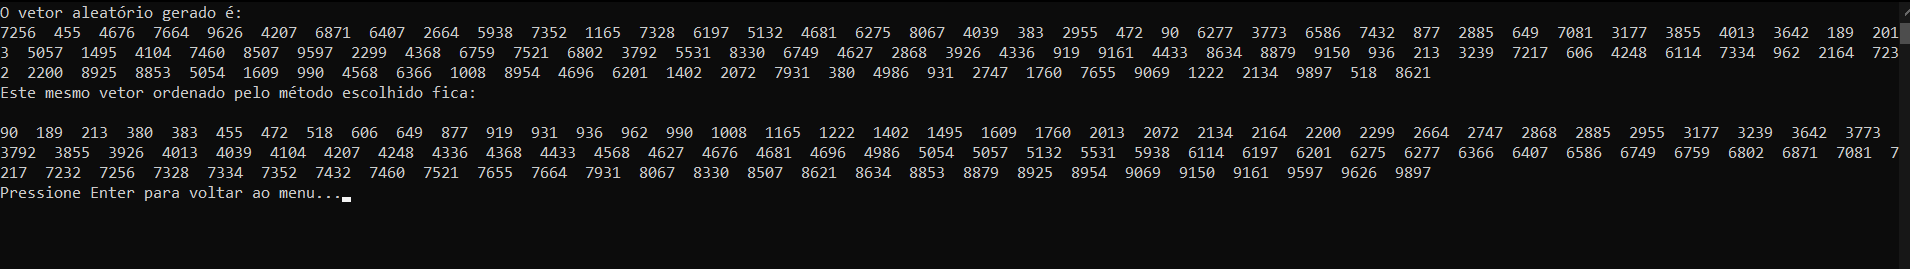 O vetor aleatório gerado é:
7256  455  4676  7664  9626  4207  6871  6407  2664  5938  7352  1165  7328  6197  5132  4681  6275  8067  4039  383  2955  472  90  6277  3773  6586  7432  877  2885  649  7081  3177  3855  4013  3642  189  201
3  5057  1495  4104  7460  8507  9597  2299  4368  6759  7521  6802  3792  5531  8330  6749  4627  2868  3926  4336  919  9161  4433  8634  8879  9150  936  213  3239  7217  606  4248  6114  7334  962  2164  723
2  2200  8925  8853  5054  1609  990  4568  6366  1008  8954  4696  6201  1402  2072  7931  380  4986  931  2747  1760  7655  9069  1222  2134  9897  518  8621
Este mesmo vetor ordenado pelo método escolhido fica:
90  189  213  380  383  455  472  518  606  649  877  919  931  936  962  990  1008  1165  1222  1402  1495  1609  1760  2013  2072  2134  2164  2200  2299  2664  2747  2868  2885  2955  3177  3239  3642  3773
3792  3855  3926  4013  4039  4104  4207  4248  4336  4368  4433  4568  4627  4676  4681  4696  4986  5054  5057  5132  5531  5938  6114  6197  6201  6275  6277  6366  6407  6586  6749  6759  6802  6871  7081  7
217  7232  7256  7328  7334  7352  7432  7460  7521  7655  7664  7931  8067  8330  8507  8621  8634  8853  8879  8925  8954  9069  9150  9161  9597  9626  9897
Pressione Enter para voltar ao menu...